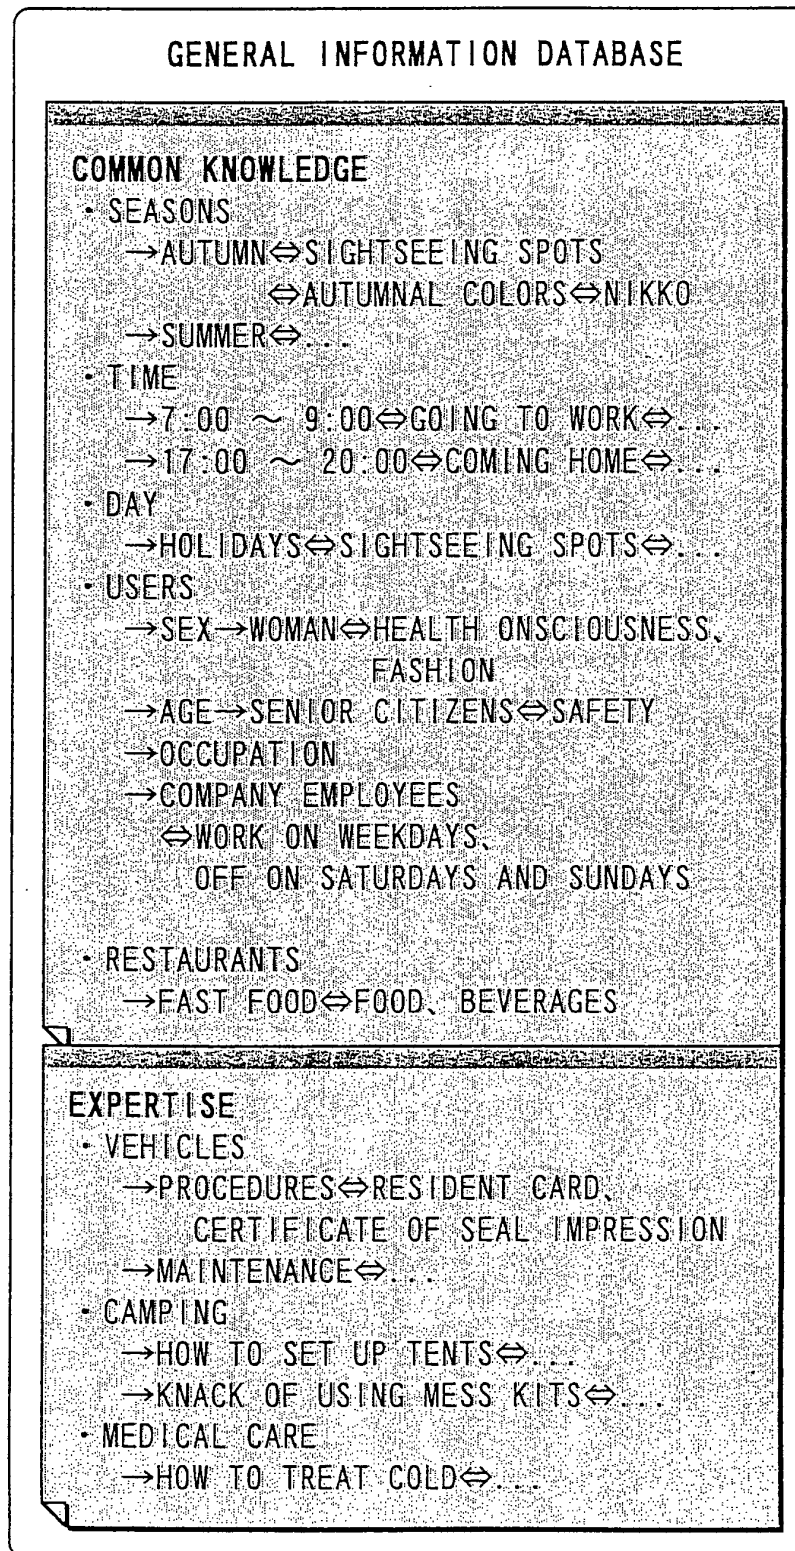 GENERAL INFORMATION DATABASE
COMMON KNOWLEDGE
・SEASONS
→AUTUMN⇔SIGHTSEEING SPOTS
⇔AUTUMNAL COLORS⇔NIKKO
→SUMMER⇔...
・TIME
→7:00 ～ 9:00⇔GOING TO WORK⇔...
→17:00 ～ 20:00⇔COMING HOME⇔...
・DAY
→HOLIDAYS⇔SIGHTSEEING SPOTS⇔...
・USERS
→SEX→WOMAN⇔HEALTH ONSCIOUSNESS、
FASHION
→AGE→SENIOR CITIZENS⇔SAFETY
→OCCUPATION
→COMPANY EMPLOYEES
⇔WORK ON WEEKDAYS、
OFF ON SATURDAYS AND SUNDAYS
・RESTAURANTS
→FAST FOOD⇔FOOD、BEVERAGES
EXPERTISE
・VEHICLES
→PROCEDURES⇔RESIDENT CARD、
CERTIFICATE OF SEAL IMPRESSION
→MAINTENANCE⇔...
・CAMPING
→HOW TO SET UP TENTS⇔...
→KNACK OF USING MESS KITS⇔...
・MEDICAL CARE
→HOW TO TREAT COLD⇔...